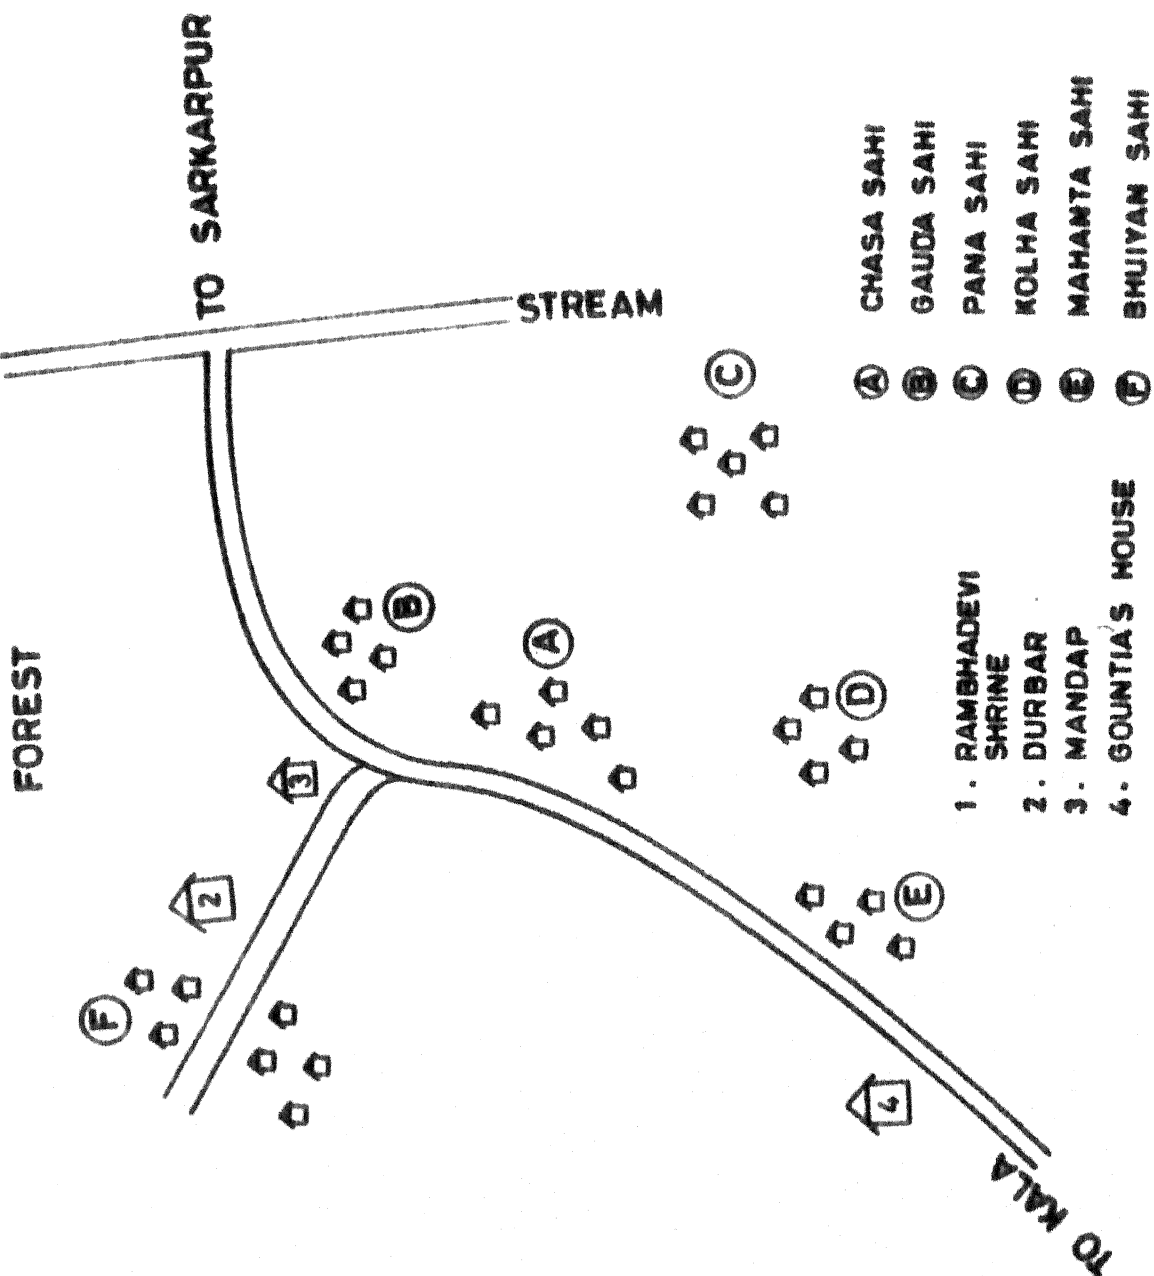 FOREST
F
TO SARKARPUR
2
3
B
A
STREAM
C
D
4
E
TO KALA
1. RAMBHADEVI
SHRINE
2. DURBAR
3. MANDAP
4. GOUNTIA'S HOUSE
A CHASA SAHI
B GAUDA SAHI
C PANA SAHI
D KOLHA SAHI
E MAHANTA SAHI
F BHUIYAN SAHI